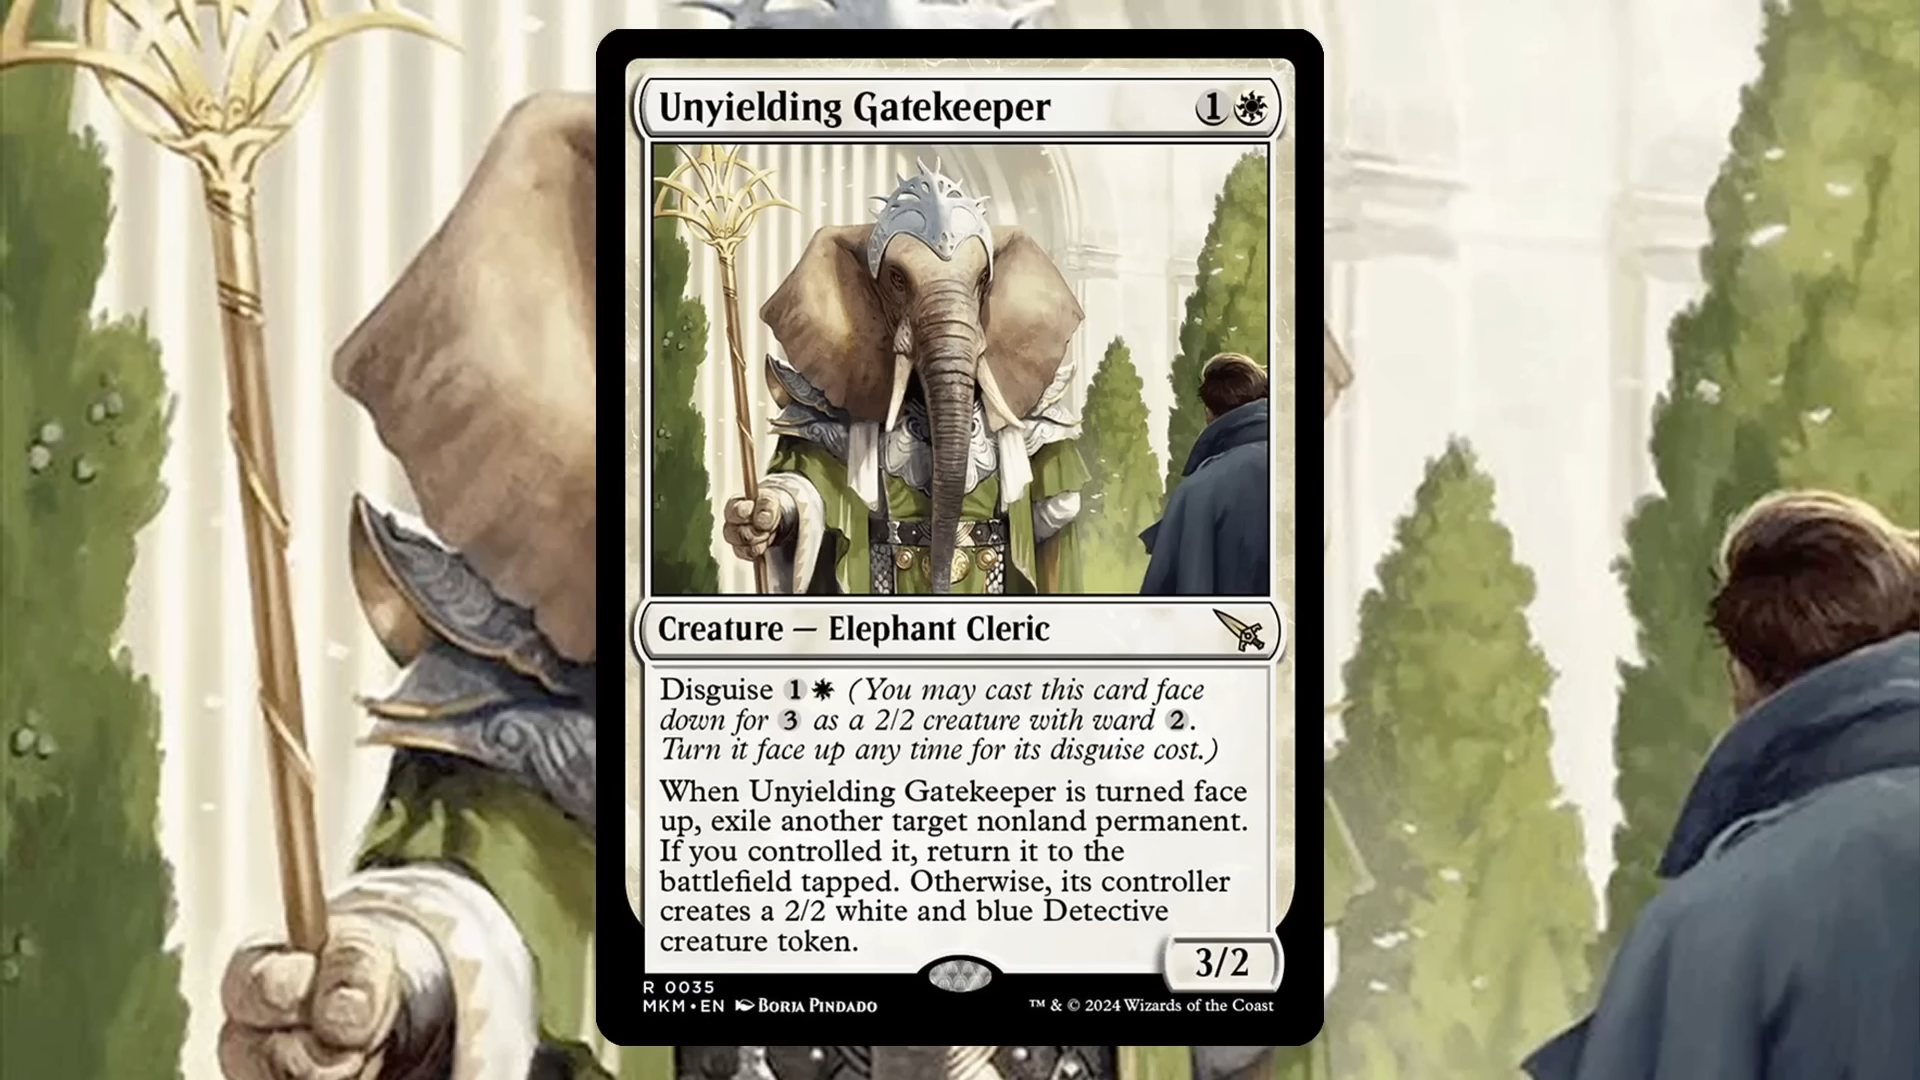 Unyielding Gatekeeper 1
Creature — Elephant Cleric
Disguise 1 (You may cast this card face
down for 3 as a 2/2 creature with ward 2.
Turn it face up any time for its disguise cost.)
When Unyielding Gatekeeper is turned face
up, exile another target nonland permanent.
If you controlled it, return it to the
battlefield tapped. Otherwise, its controller
creates a 2/2 white and blue Detective
creature token.
3/2
R 0035
MKM • EN Borja Pindado
™ & © 2024 Wizards of the Coast